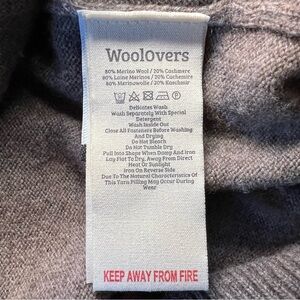 WoolOvers
80% Merino Wool / 20% Cashmere
80% Laine Merinos / 20% Cachemire
80% Merinowolle / 20% Kaschmir
Delicates Wash
Wash Separately With Special
Detergent
Wash Inside Out
Close All Fasteners Before Washing
And Drying
Do Not Bleach
Do Not Tumble Dry
Pull Into Shape When Damp And Iron
Lay Flat To Dry, Away From Direct
Heat Or Sunlight
Iron On Reverse Side
Due To The Natural Characteristics Of
This Yarn Pilling May Occur During
Wear
KEEP AWAY FROM FIRE